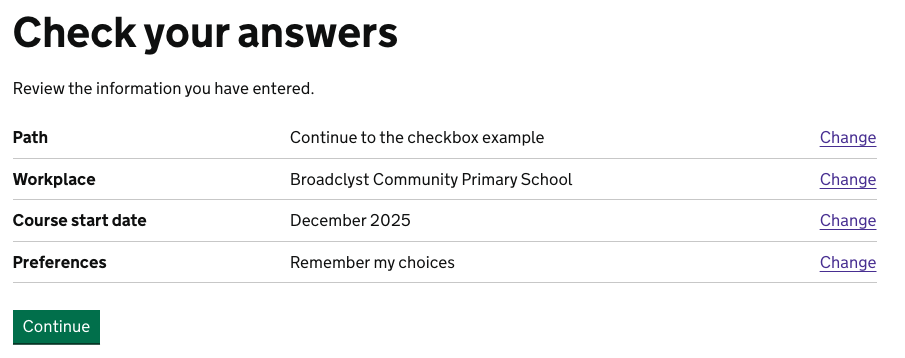 Check your answers
Review the information you have entered.
Path Continue to the checkbox example Change
Workplace Broadclyst Community Primary School Change
Course start date December 2025 Change
Preferences Remember my choices Change
Continue